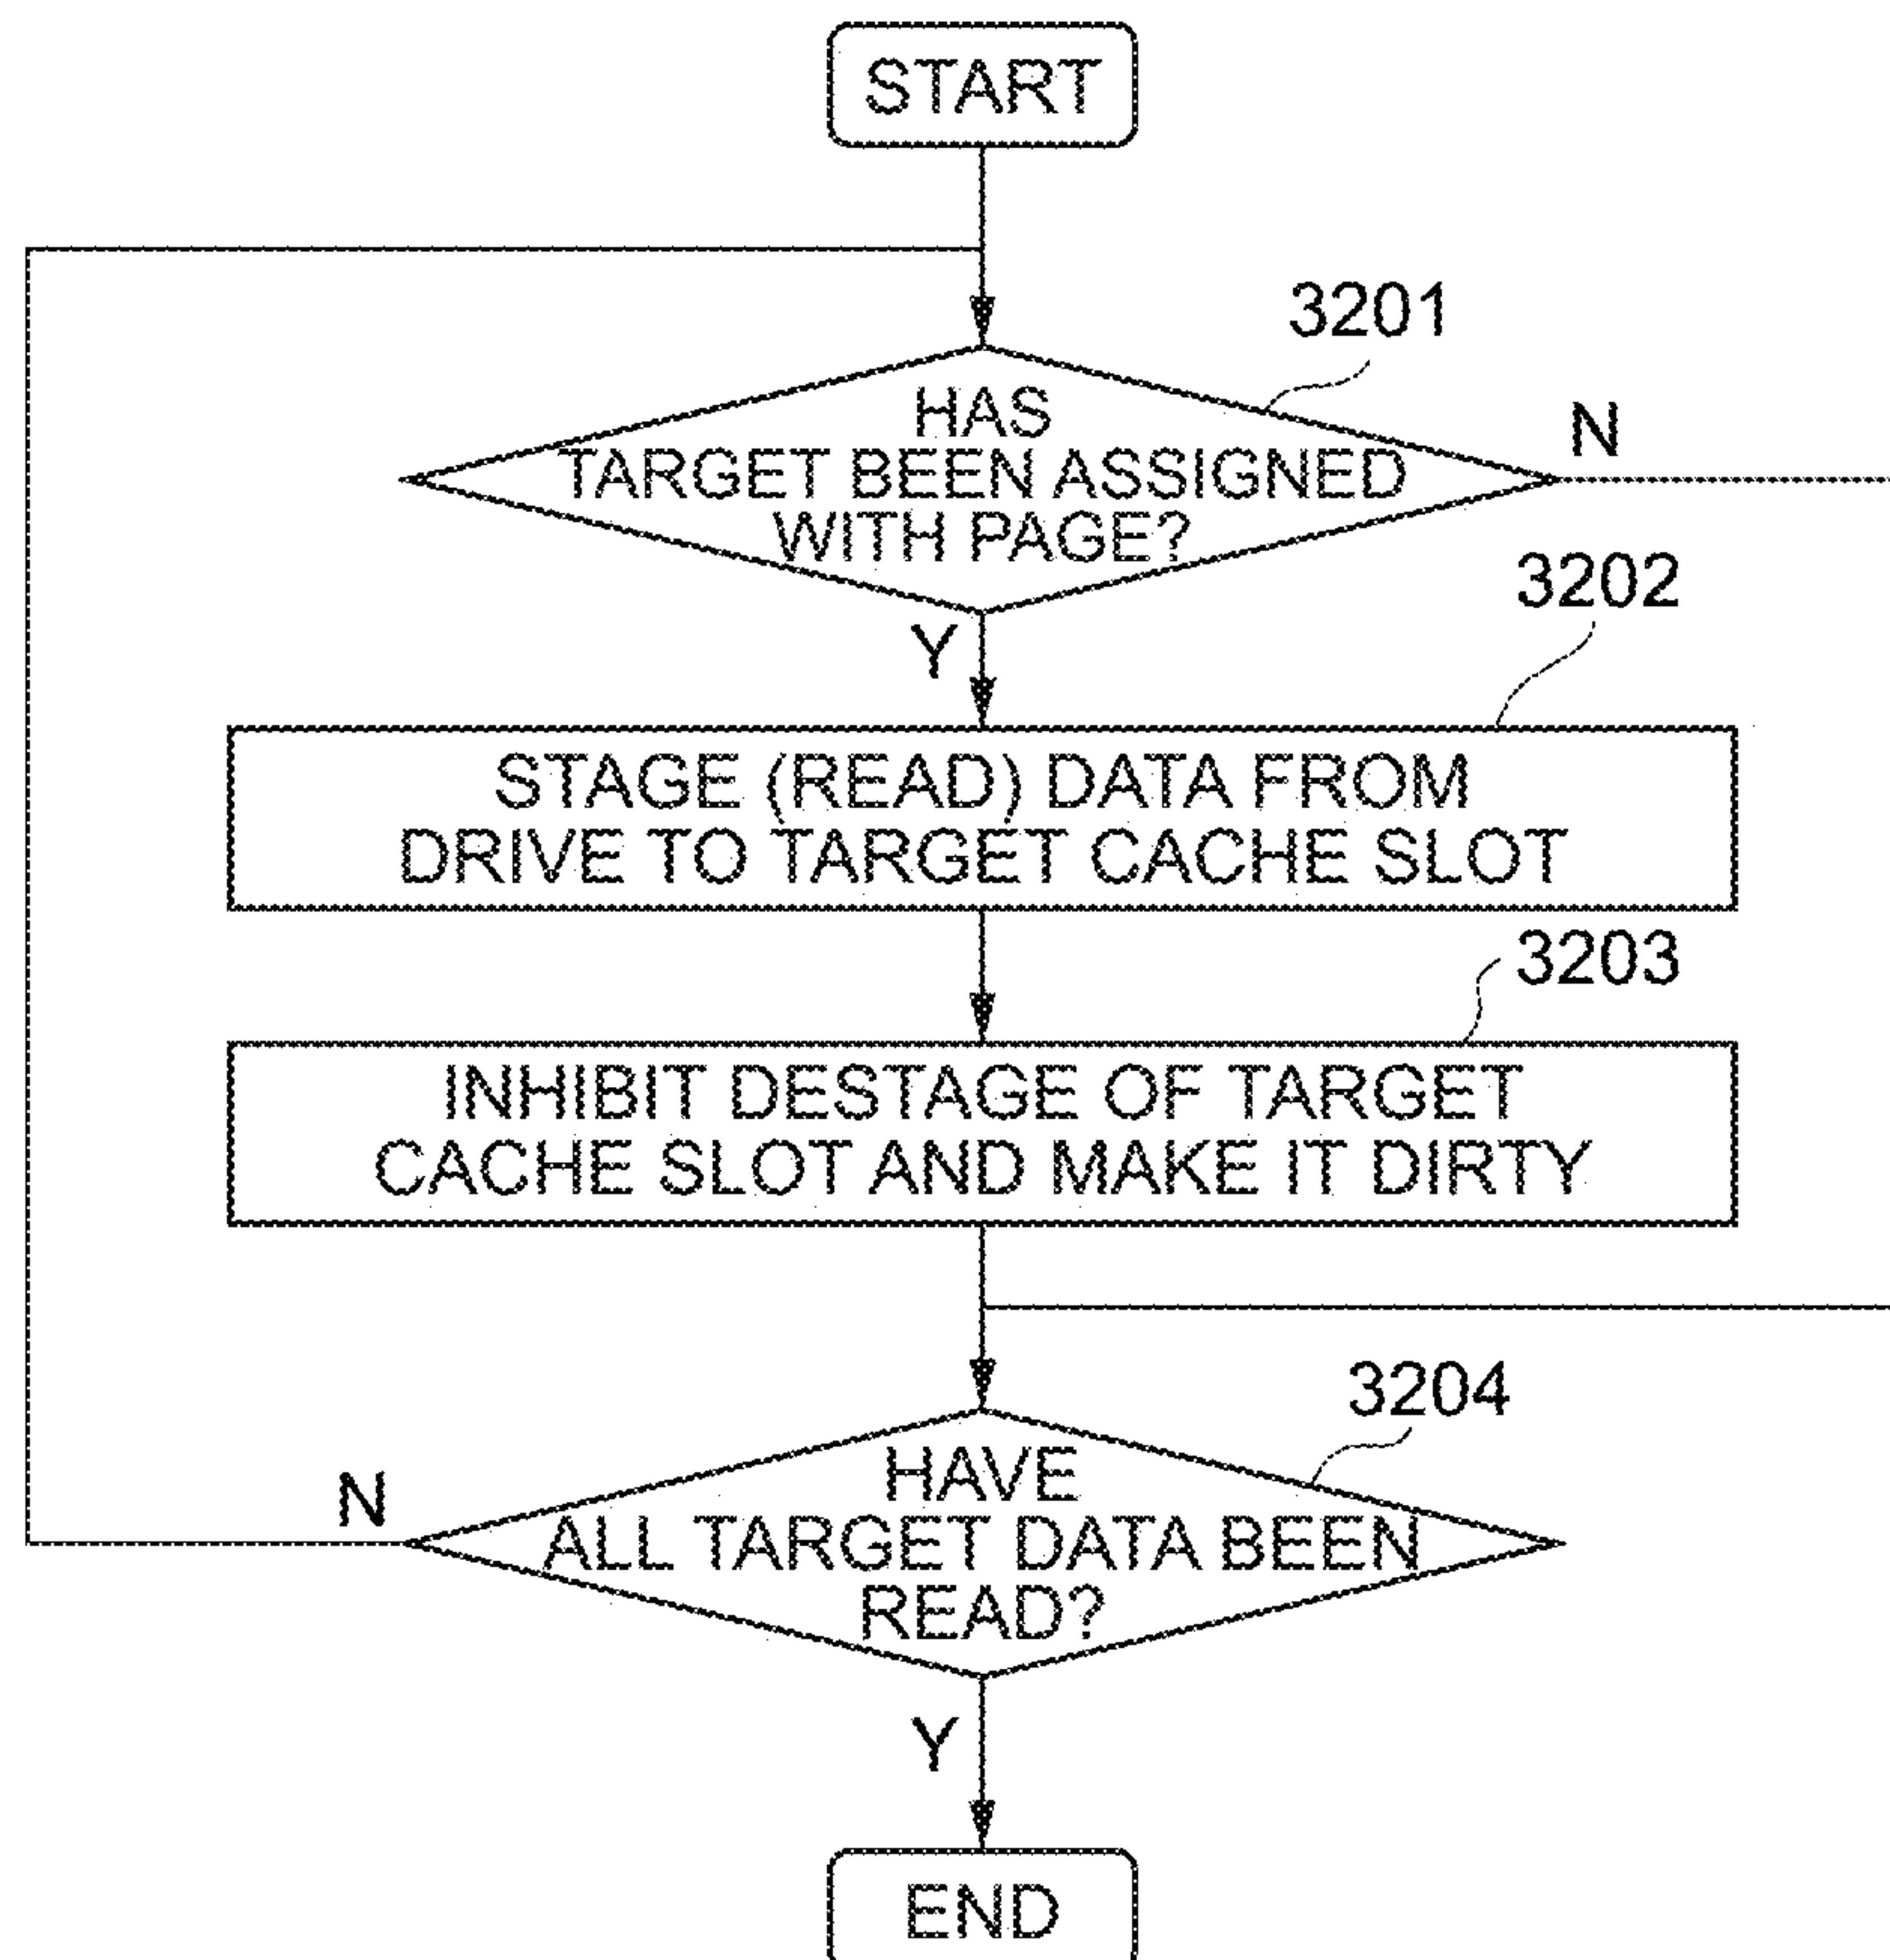 START
3201
HAS
TARGET BEEN ASSIGNED
WITH PAGE?
N
Y
3202
STAGE (READ) DATA FROM
DRIVE TO TARGET CACHE SLOT
3203
INHIBIT DESTAGE OF TARGET
CACHE SLOT AND MAKE IT DIRTY
3204
HAVE
ALL TARGET DATA BEEN
READ?
N
Y
END